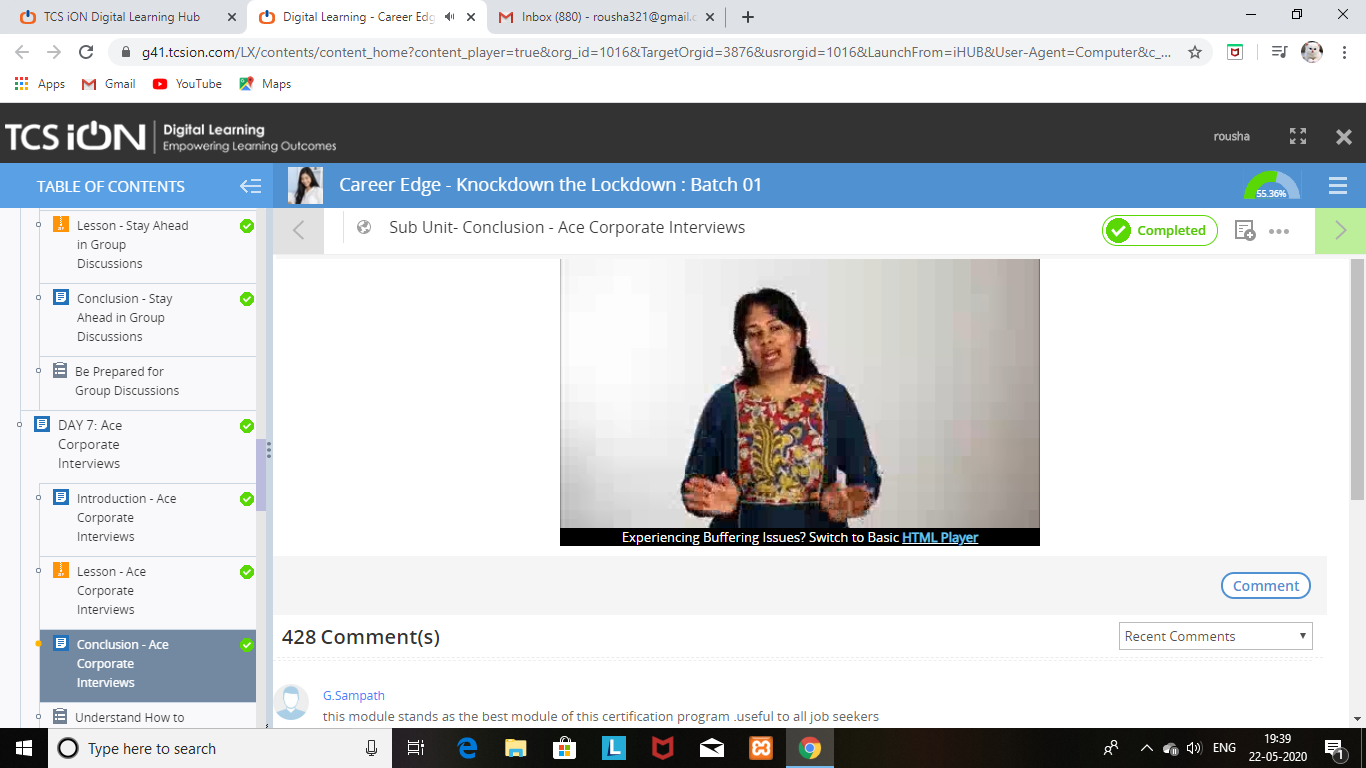 TCS iON Digital Learning Hub
Digital Learning - Career Edg
Inbox (880) - rousha321@gmail.c
g41.tcsion.com/LX/contents/content_home?content_player=true&org_id=1016&TargetOrgid=3876&usrorgid=1016&LaunchFrom=iHUB&User-Agent=Computer&c_...
Apps
Gmail
YouTube
Maps
TCS iON
Digital Learning
Empowering Learning Outcomes
rousha
TABLE OF CONTENTS
Career Edge - Knockdown the Lockdown : Batch 01
55.36%
Lesson - Stay Ahead
in Group
Discussions
Conclusion - Stay
Ahead in Group
Discussions
Be Prepared for
Group Discussions
DAY 7: Ace
Corporate
Interviews
Introduction - Ace
Corporate
Interviews
Lesson - Ace
Corporate
Interviews
Conclusion - Ace
Corporate
Interviews
Understand How to
Sub Unit- Conclusion - Ace Corporate Interviews
Completed
Experiencing Buffering Issues? Switch to Basic HTML Player
Comment
428 Comment(s)
Recent Comments
G.Sampath
this module stands as the best module of this certification program .useful to all job seekers
Type here to search
ENG
19:39
22-05-2020
1